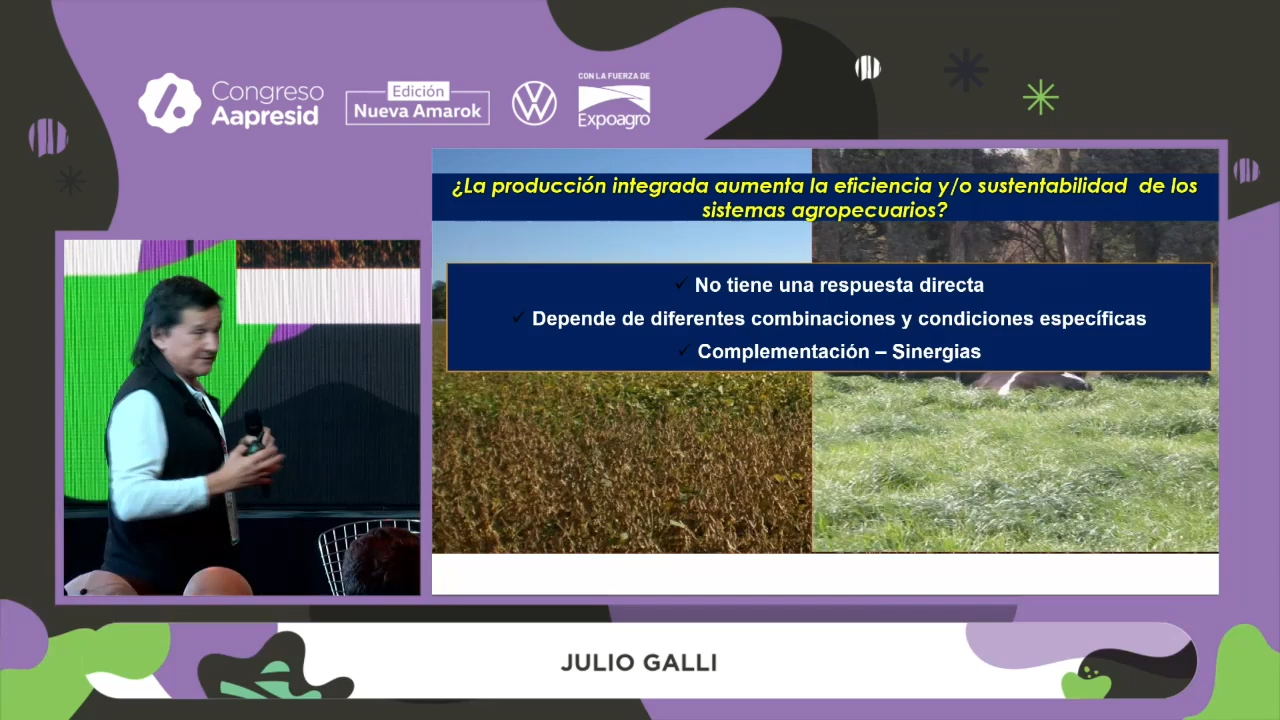 Congreso
Aapresid
Edición
Nueva Amarok
CON LA FUERZA DE
Expoagro
¿La producción integrada aumenta la eficiencia y/o sustentabilidad de los
sistemas agropecuarios?
✓ No tiene una respuesta directa
✓ Depende de diferentes combinaciones y condiciones específicas
✓ Complementación – Sinergias
JULIO GALLI